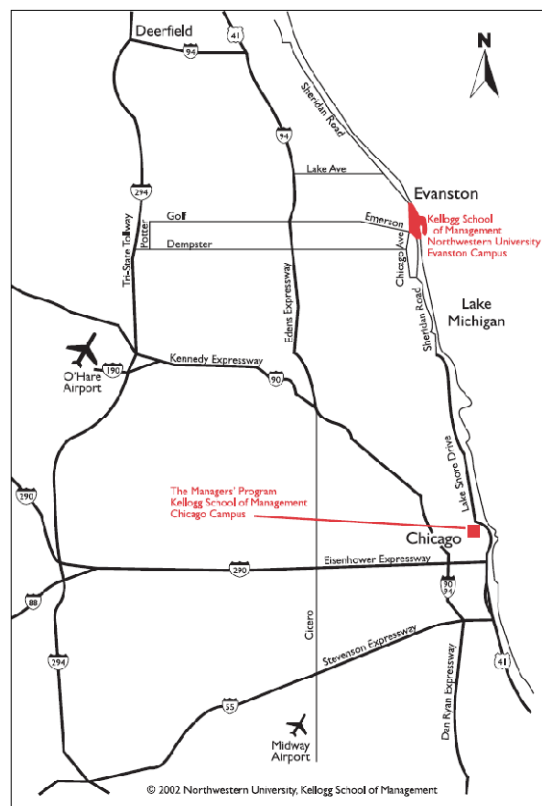 Deerfield
41
94
N
Sheridan Road
94
Lake Ave
294
Evanston
Golf
Emerson
Kellogg School
of Management
Northwestern University
Evanston Campus
Potter
Dempster
Chicago Ave
Tri-State Tollway
Edens Expressway
Sheridan Road
Lake
Michigan
Kennedy Expressway
190
90
O'Hare
Airport
The Managers' Program
Kellogg School of Management
Chicago Campus
290
Lake Shore Drive
Chicago
Eisenhower Expressway
290
88
90
94
Cicero
Stevenson Expressway
294
41
55
Dan Ryan Expressway
Midway
Airport
© 2002 Northwestern University, Kellogg School of Management